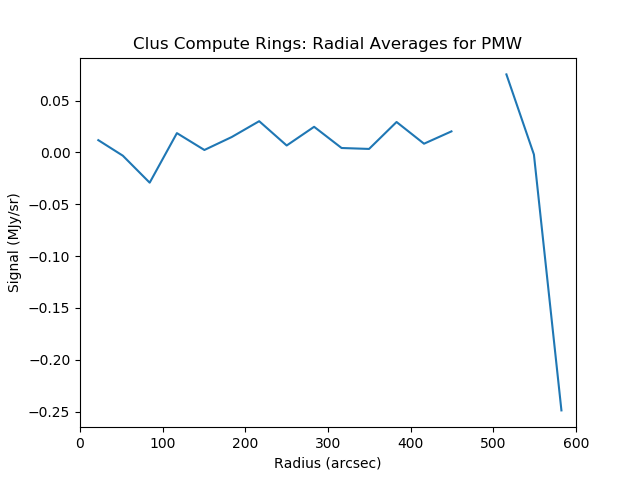 Clus Compute Rings: Radial Averages for PMW
0.05
0.00
−0.05
−0.10
−0.15
−0.20
−0.25
Signal (MJy/sr)
0 100 200 300 400 500 600
Radius (arcsec)